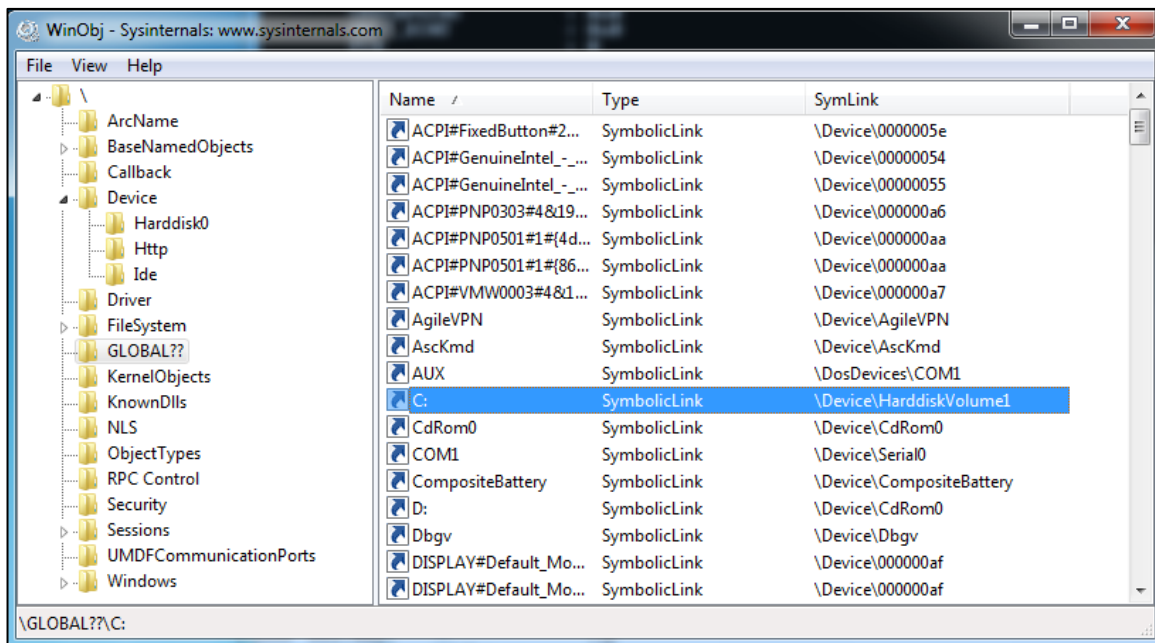 WinObj - Sysinternals: www.sysinternals.com
File View Help
\
ArcName
BaseNamedObjects
Callback
Device
Harddisk0
Http
Ide
Driver
FileSystem
GLOBAL??
KernelObjects
KnownDlls
NLS
ObjectTypes
RPC Control
Security
Sessions
UMDFCommunicationPorts
Windows
Name Type SymLink
ACPI#FixedButton#2... SymbolicLink \Device\0000005e
ACPI#GenuineIntel_-_... SymbolicLink \Device\00000054
ACPI#GenuineIntel_-_... SymbolicLink \Device\00000055
ACPI#PNP0303#4&19... SymbolicLink \Device\000000a6
ACPI#PNP0501#1#{4d... SymbolicLink \Device\000000aa
ACPI#PNP0501#1#{86... SymbolicLink \Device\000000aa
ACPI#VMW0003#4&1... SymbolicLink \Device\000000a7
AgileVPN SymbolicLink \Device\AgileVPN
AscKmd SymbolicLink \Device\AscKmd
AUX SymbolicLink \DosDevices\COM1
C: SymbolicLink \Device\HarddiskVolume1
CdRom0 SymbolicLink \Device\CdRom0
COM1 SymbolicLink \Device\Serial0
CompositeBattery SymbolicLink \Device\CompositeBattery
D: SymbolicLink \Device\CdRom0
Dbgv SymbolicLink \Device\Dbgv
DISPLAY#Default_Mo... SymbolicLink \Device\000000af
DISPLAY#Default_Mo... SymbolicLink \Device\000000af
\GLOBAL??\C: